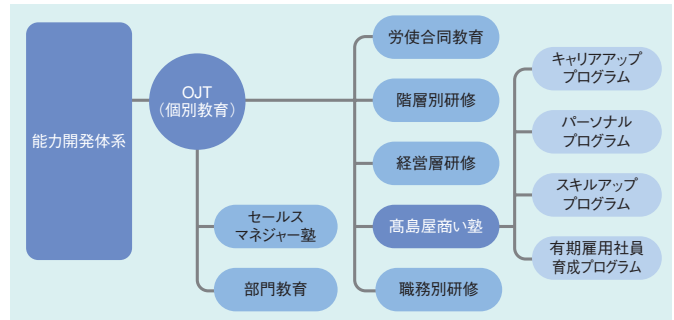 能力開発体系
OJT
（個別教育）
セールス
マネジャー塾
部門教育
労使合同教育
階層別研修
経営層研修
髙島屋商い塾
職務別研修
キャリアアップ
プログラム
パーソナル
プログラム
スキルアップ
プログラム
有期雇用社員
育成プログラム